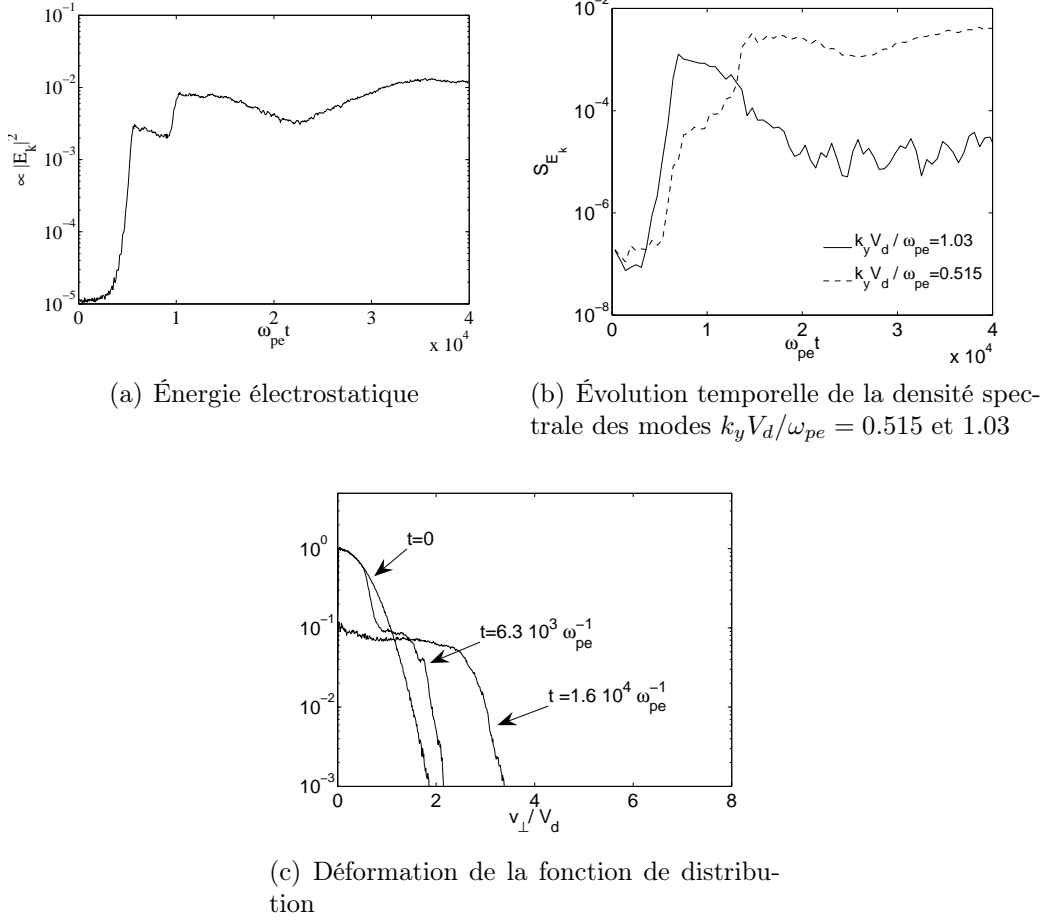 10^−1
10^−2
10^−3
10^−4
10^−5
∝ |E_k|^2
0 1 2 3 4
ω_pe t
x 10^4
(a) Énergie électrostatique
10^−2
10^−4
10^−6
10^−8
S_E_k
k_y V_d / ω_pe=1.03
k_y V_d / ω_pe=0.515
0 1 2 3 4
ω_pe t
x 10^4
(b) Évolution temporelle de la densité spec-
trale des modes k_y V_d/ω_pe = 0.515 et 1.03
10^0
10^−1
10^−2
10^−3
t=0
t=6.3 10^3 ω_pe^−1
t =1.6 10^4 ω_pe^−1
0 2 4 6 8
v_⊥/ V_d
(c) Déformation de la fonction de distribu-
tion